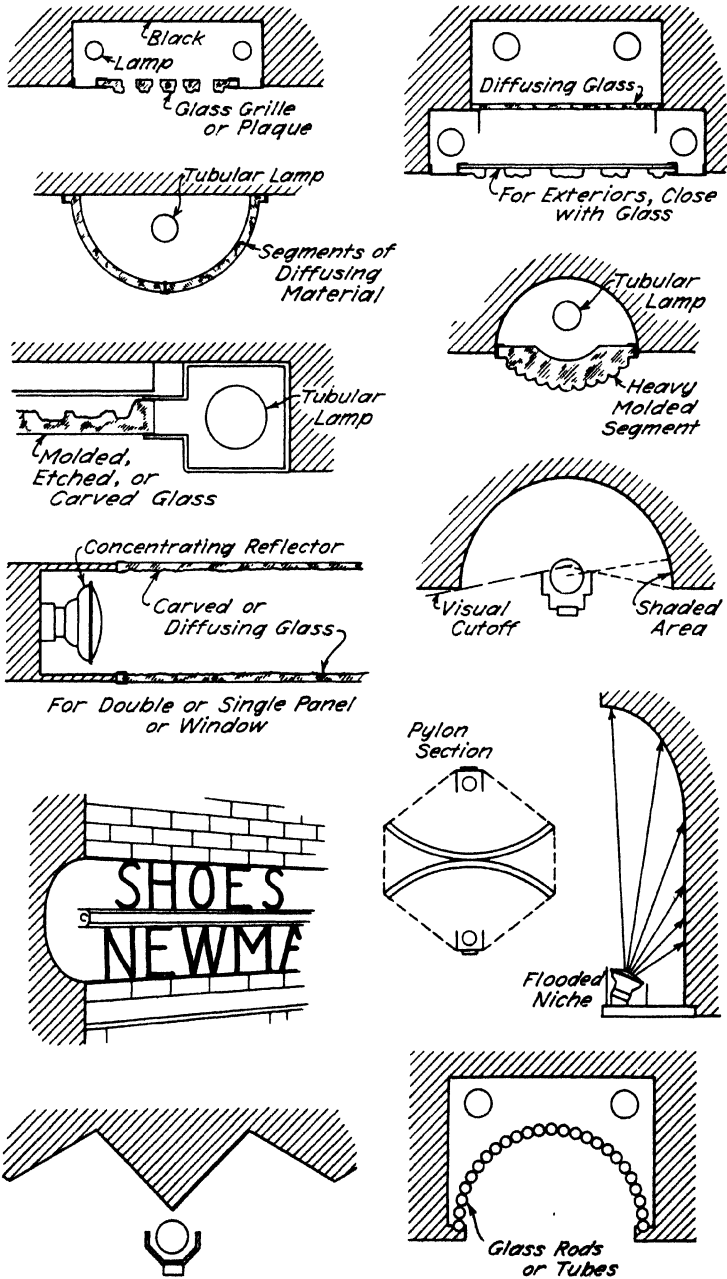 Black
Lamp
Glass Grille
or Plaque
Diffusing Glass
For Exteriors, Close
with Glass
Tubular Lamp
Segments of
Diffusing
Material
Tubular
Lamp
Heavy
Molded
Segment
Tubular
Lamp
Molded,
Etched, or
Carved Glass
Visual
Cutoff
Shaded
Area
Concentrating Reflector
Carved or
Diffusing Glass
For Double or Single Panel
or Window
Pylon
Section
SHOES
NEWMA
Flooded
Niche
Glass Rods
or Tubes